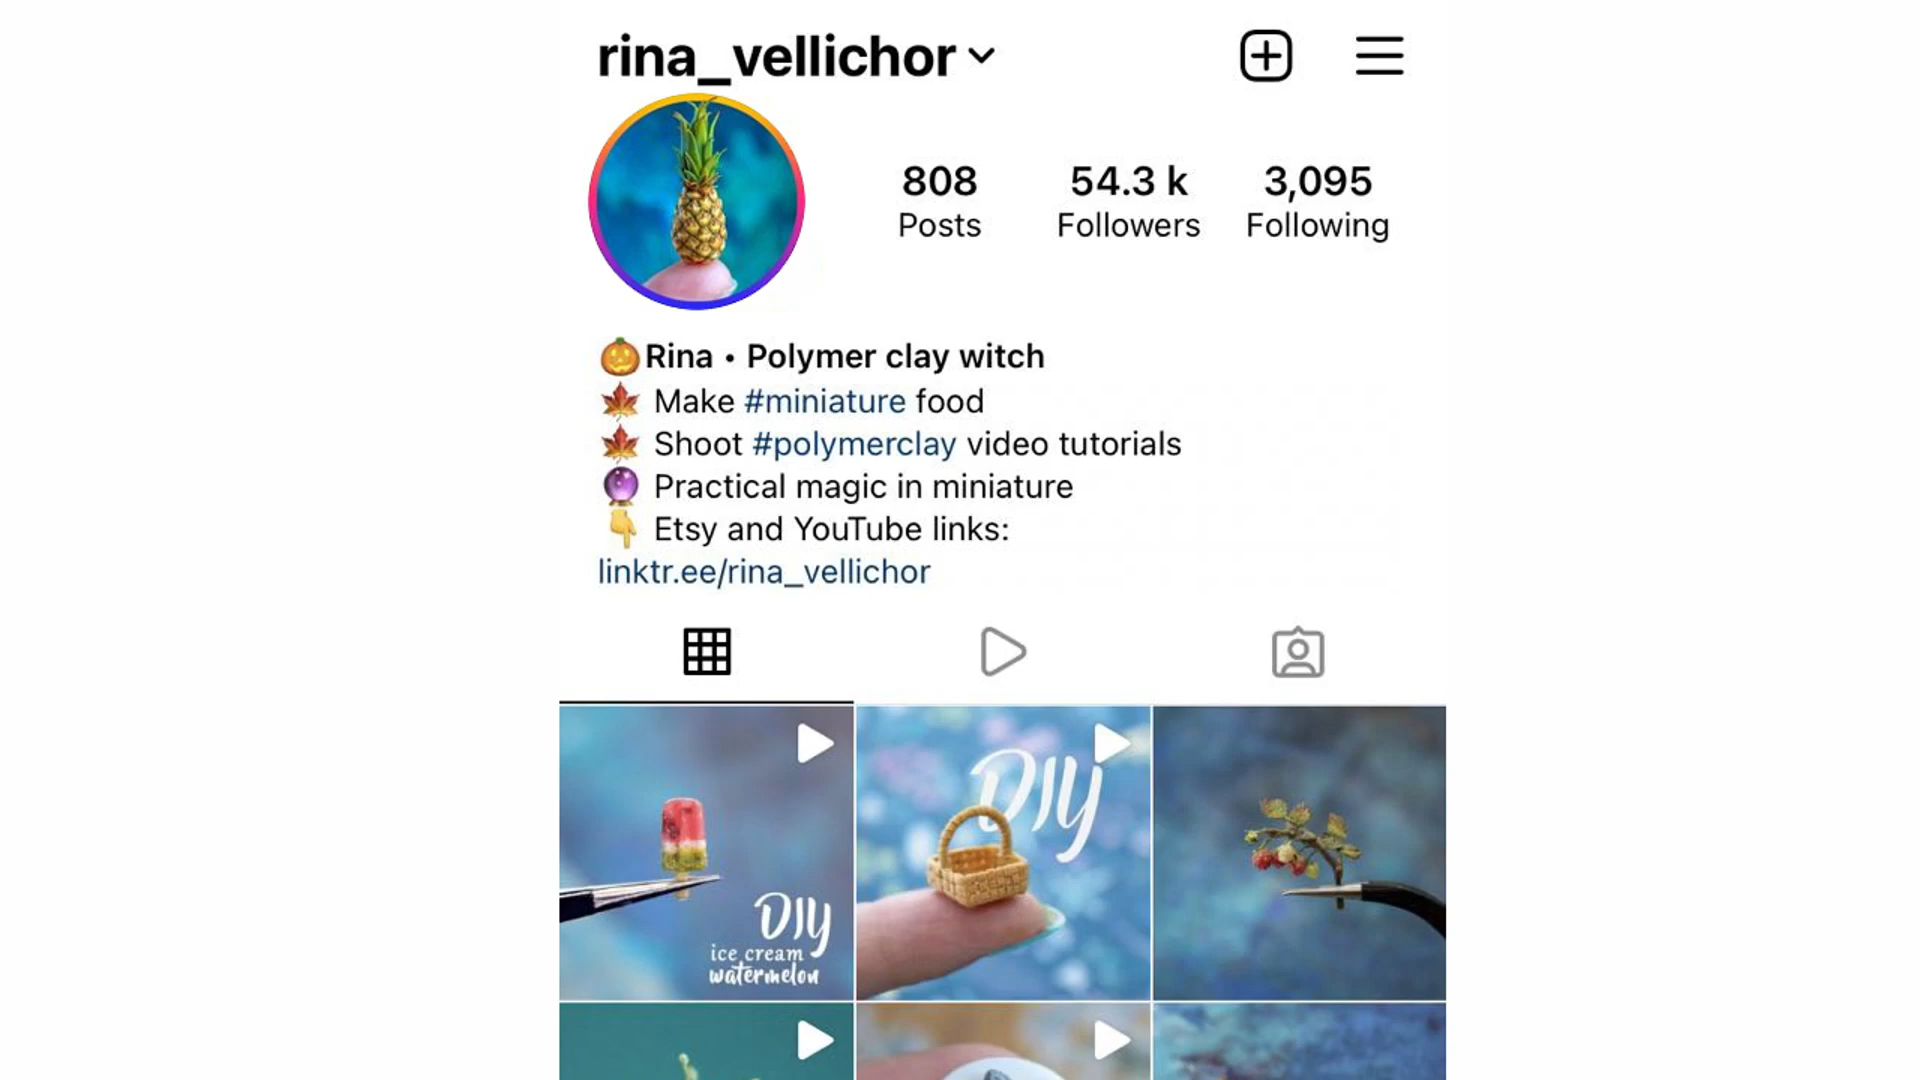 rina_vellichor
808
Posts
54.3 k
Followers
3,095
Following
Rina • Polymer clay witch
Make #miniature food
Shoot #polymerclay video tutorials
Practical magic in miniature
Etsy and YouTube links:
linktr.ee/rina_vellichor
DIY
ice cream
watermelon
DIY